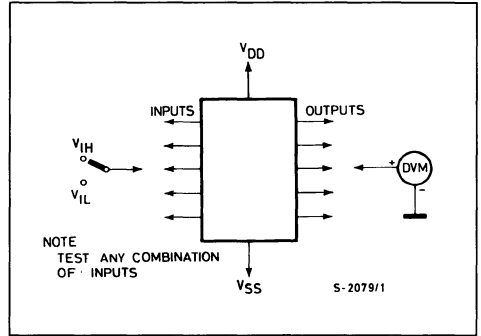 VDD
INPUTS
OUTPUTS
VIH
VIL
+
DVM
-
NOTE
TEST ANY COMBINATION
OF INPUTS
VSS
S-2079/1